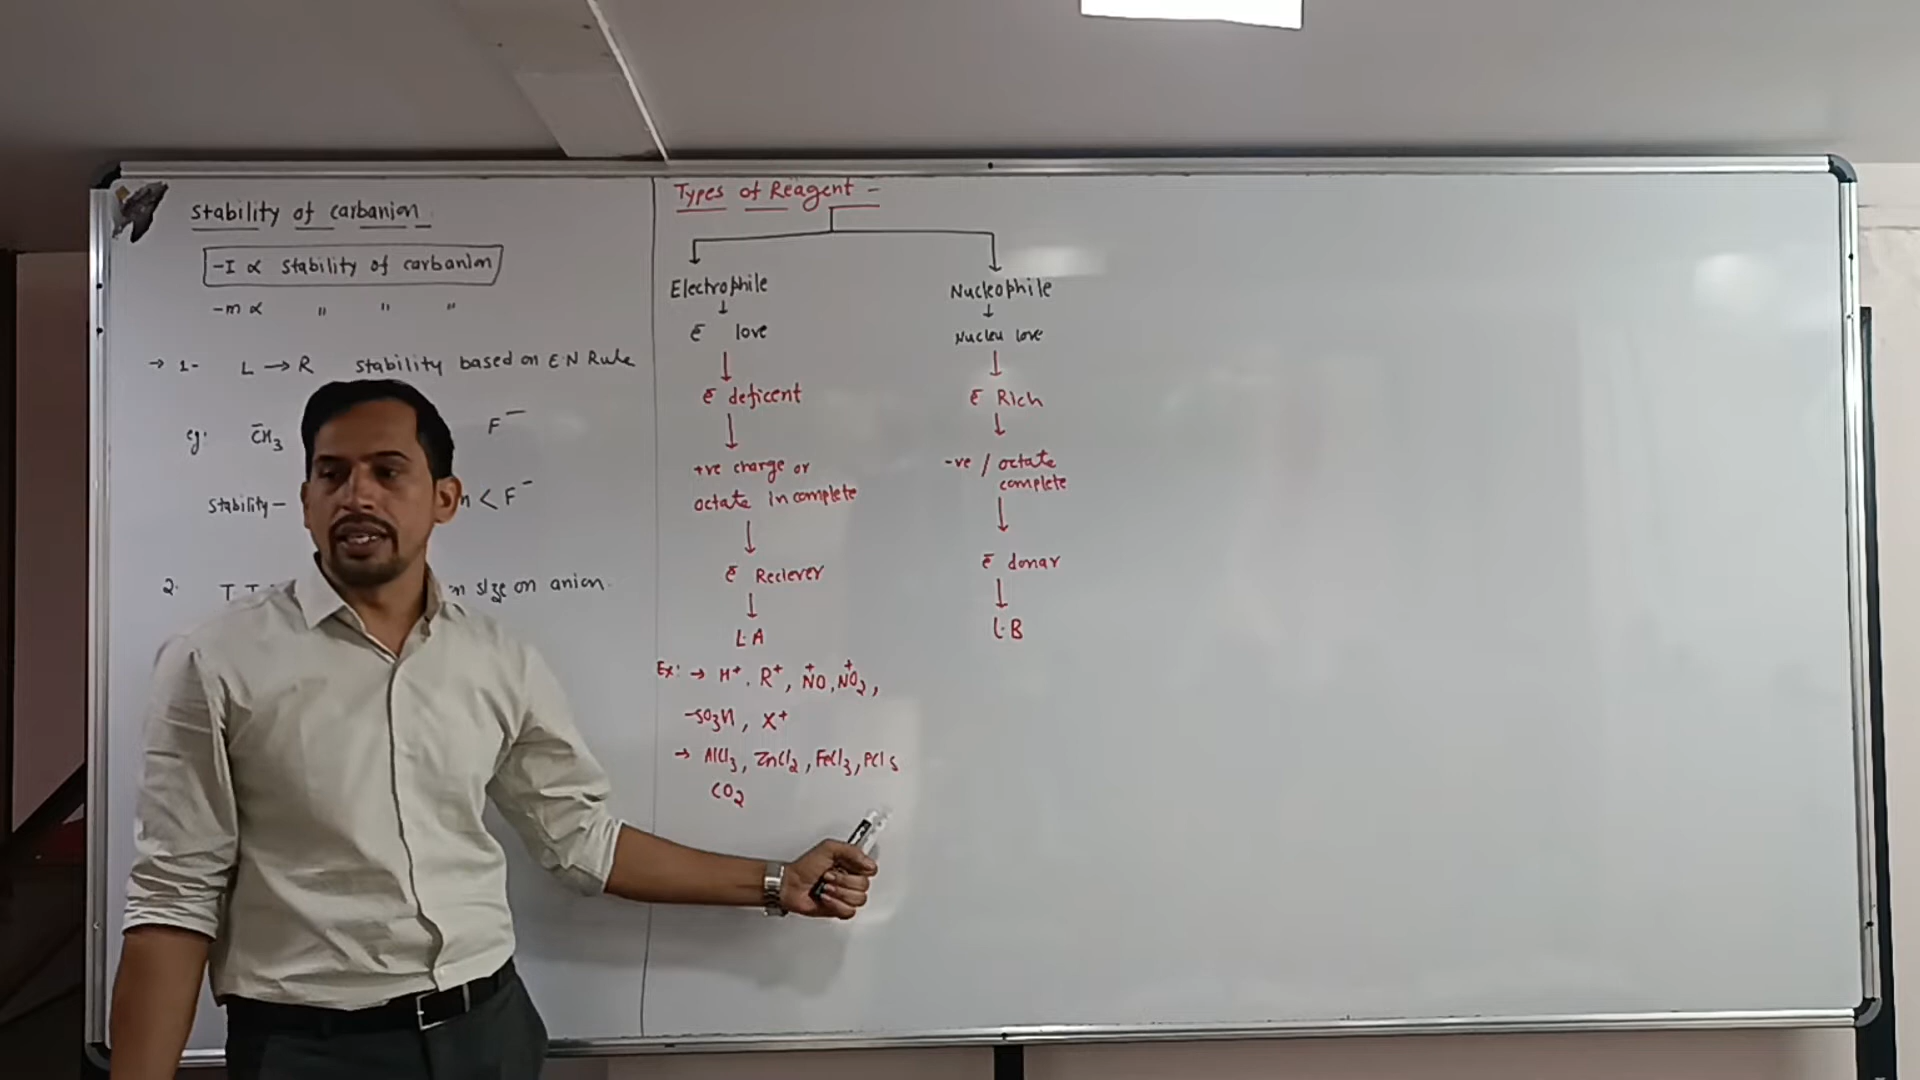 Stability of carbanion
-I ∝ stability of carbanion
-m ∝ " " "
→ 1- L → R stability based on E·N Rule
eg: C̄H₃ F⁻
Stability - < F⁻
2. size on anion.
Types of Reagent -
Electrophile
↓
ē love
↓
ē deficent
↓
+ve charge or
octate incomplete
↓
ē Reciever
↓
L·A
Ex: → H⁺, R⁺, N⁺O, N⁺O₂,
-SO₃H, X⁺
→ AlCl₃, ZnCl₂, FeCl₃, PCl5
CO₂
Nucleophile
↓
Nucleu love
↓
ē Rich
↓
-ve / octate
complete
↓
ē donar
↓
L·B